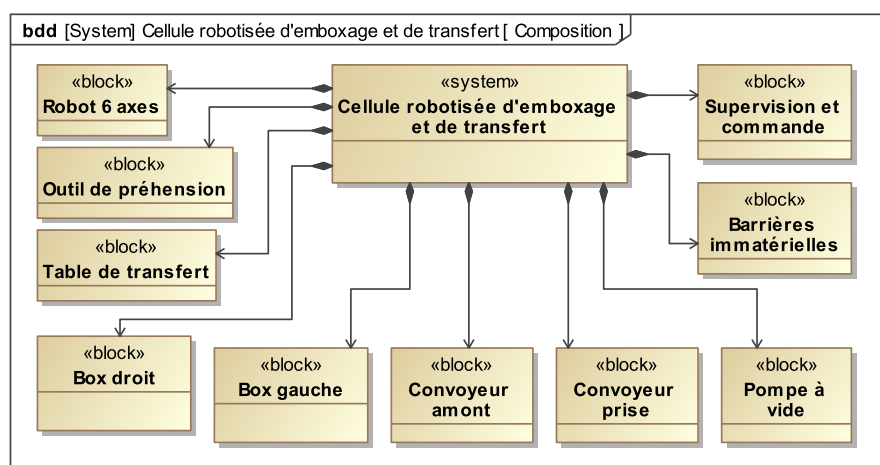 bdd [System] Cellule robotisée d'emboxage et de transfert [ Composition ]
«block»
Robot 6 axes
«system»
Cellule robotisée d'emboxage
et de transfert
«block»
Supervision et
commande
«block»
Outil de préhension
«block»
Barrières
immatérielles
«block»
Table de transfert
«block»
Box droit
«block»
Box gauche
«block»
Convoyeur
amont
«block»
Convoyeur
prise
«block»
Pompe à
vide